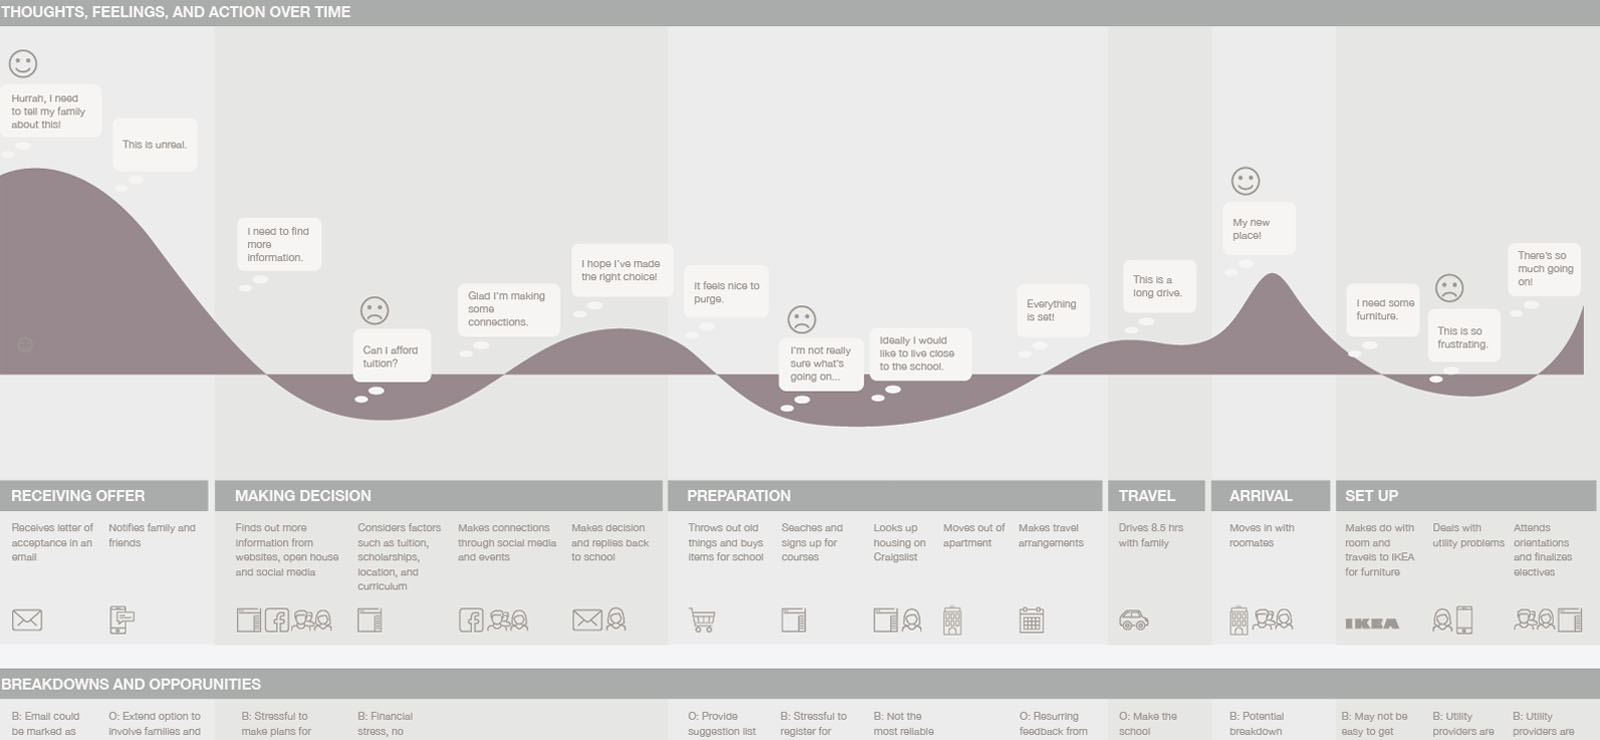 THOUGHTS, FEELINGS, AND ACTION OVER TIME
Hurrah, I need
to tell my family
about this!
This is unreal.
I need to find
more
information.
Can I afford
tuition?
Glad I'm making
some
connections.
I hope I've made
the right choice!
It feels nice to
purge.
I'm not really
sure what's
going on...
Ideally I would
like to live close
to the school.
Everything
is set!
This is a
long drive.
My new
place!
I need some
furniture.
This is so
frustrating.
There's so
much going
on!
RECEIVING OFFER
Receives letter of
acceptance in an
email
Notifies family and
friends
MAKING DECISION
Finds out more
information from
websites, open house
and social media
Considers factors
such as tuition,
scholarships,
location, and
curriculum
Makes connections
through social media
and events
Makes decision
and replies back
to school
PREPARATION
Throws out old
things and buys
items for school
Seaches and
signs up for
courses
Looks up
housing on
Craigslist
Moves out of
apartment
Makes travel
arrangements
TRAVEL
Drives 8.5 hrs
with family
ARRIVAL
Moves in with
roomates
SET UP
Makes do with
room and
travels to IKEA
for furniture
Deals with
utility problems
Attends
orientations
and finalizes
electives
IKEA
BREAKDOWNS AND OPPORUNITIES
B: Email could
be marked as
O: Extend option to
involve families and
B: Stressful to
make plans for
B: Financial
stress, no
O: Provide
suggestion list
B: Stressful to
register for
B: Not the
most reliable
O: Resurring
feedback from
O: Make the
school
B: Potential
breakdown
B: May not be
easy to get
B: Utility
providers are
B: Utility
providers are